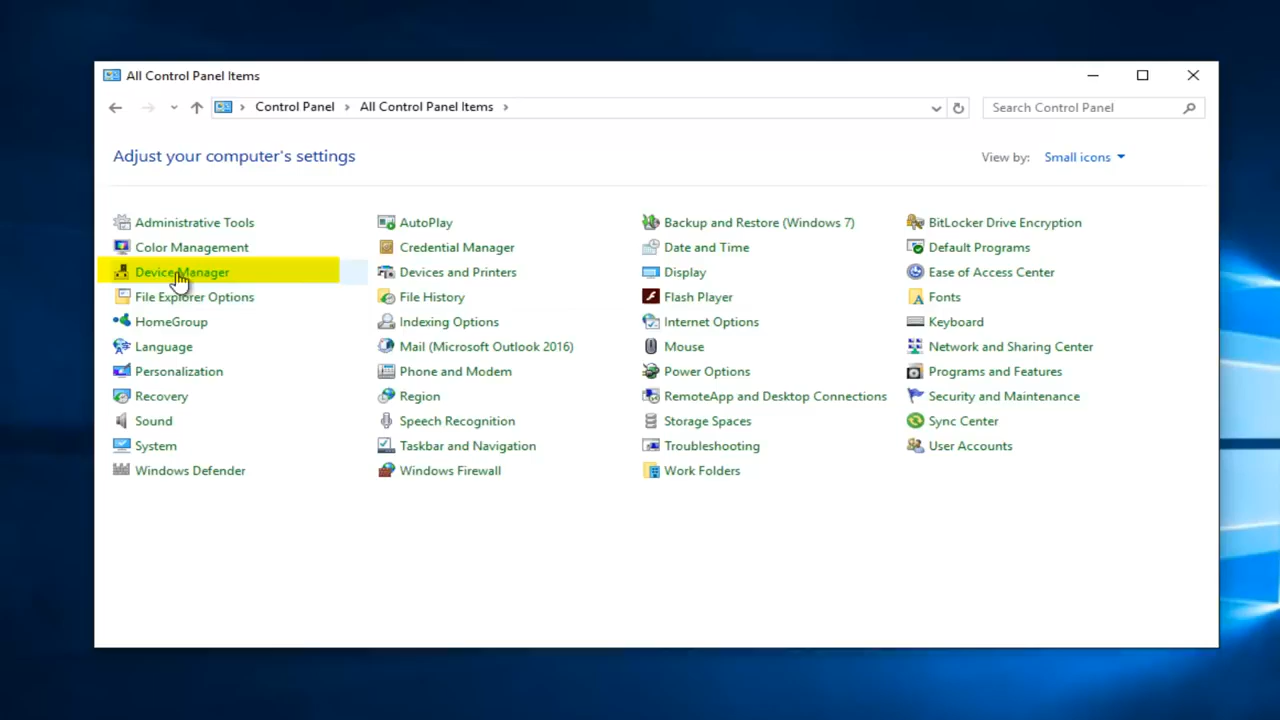 All Control Panel Items
Control Panel All Control Panel Items
Search Control Panel
Adjust your computer's settings
View by: Small icons
Administrative Tools AutoPlay Backup and Restore (Windows 7) BitLocker Drive Encryption
Color Management Credential Manager Date and Time Default Programs
Device Manager Devices and Printers Display Ease of Access Center
File Explorer Options File History Flash Player Fonts
HomeGroup Indexing Options Internet Options Keyboard
Language Mail (Microsoft Outlook 2016) Mouse Network and Sharing Center
Personalization Phone and Modem Power Options Programs and Features
Recovery Region RemoteApp and Desktop Connections Security and Maintenance
Sound Speech Recognition Storage Spaces Sync Center
System Taskbar and Navigation Troubleshooting User Accounts
Windows Defender Windows Firewall Work Folders